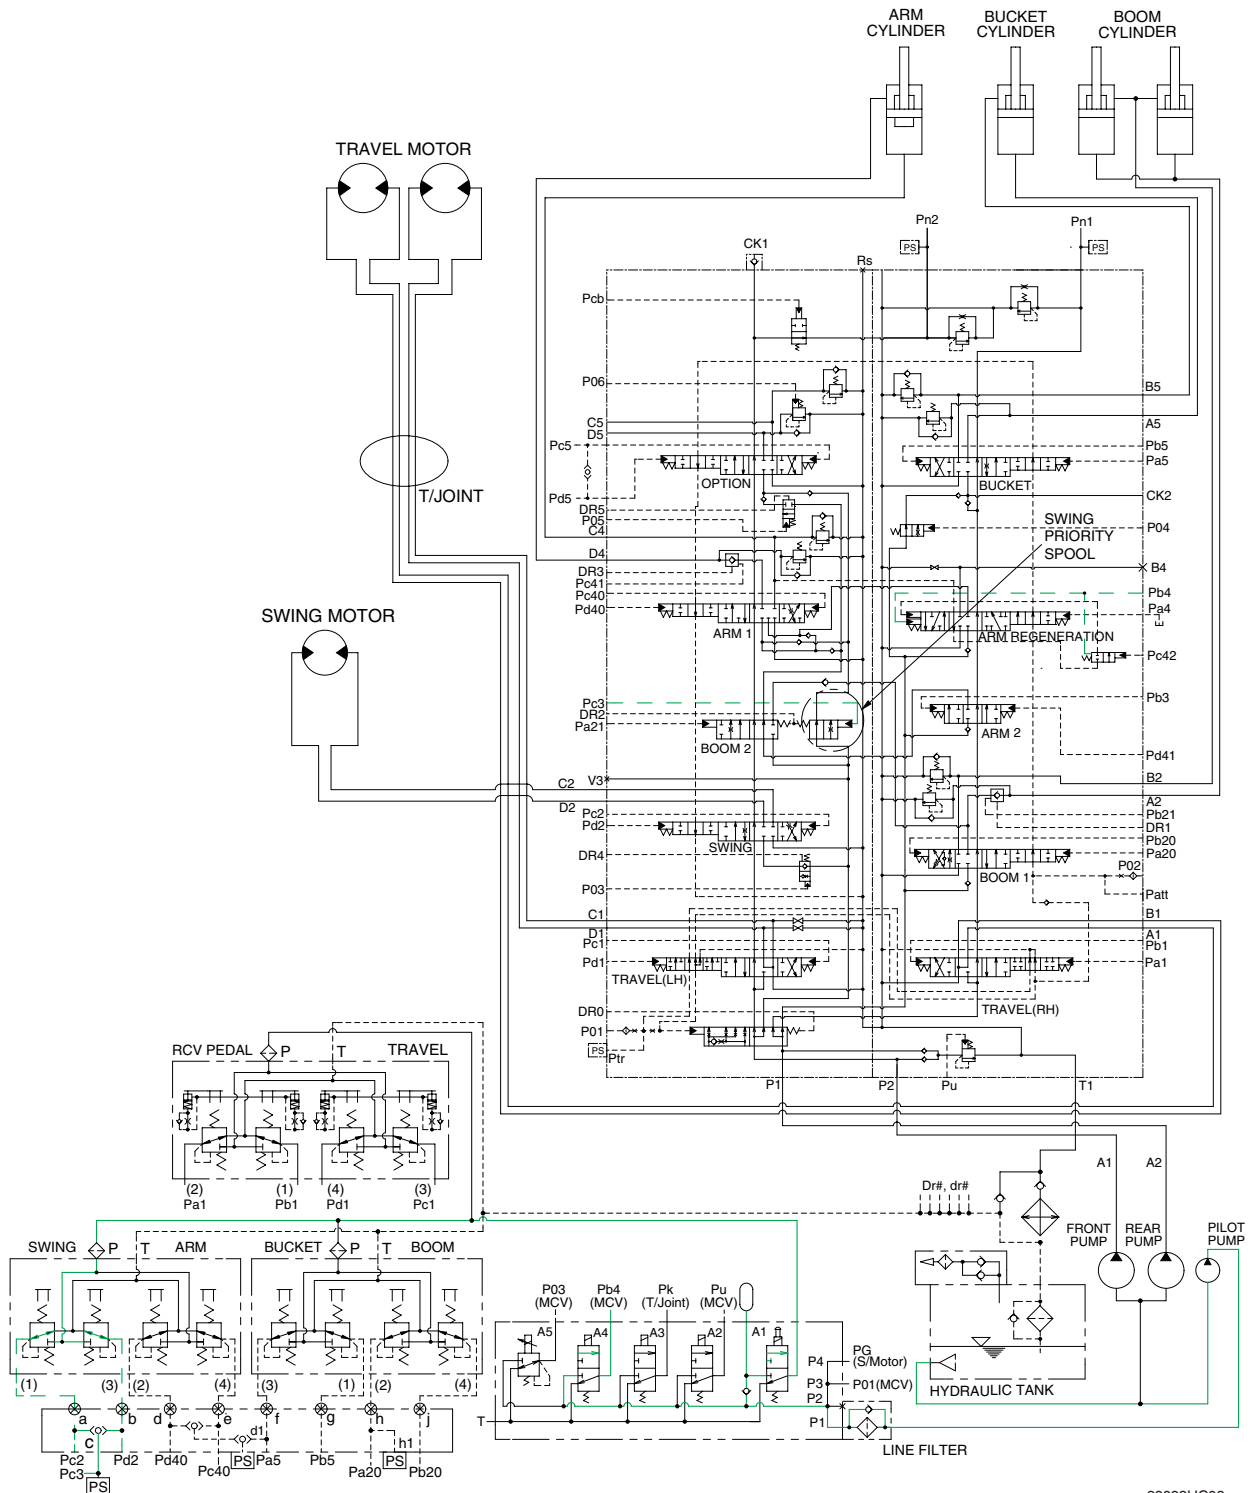 ARM
CYLINDER
BUCKET
CYLINDER
BOOM
CYLINDER
TRAVEL MOTOR
Pn2
Pn1
PS
PS
CK1
Rs
Pcb
P06
B5
C5
D5
A5
Pc5
Pb5
Pa5
OPTION
BUCKET
T/JOINT
Pd5
CK2
DR5
P05
C4
SWING
PRIORITY
SPOOL
P04
D4
DR3
Pc41
Pc40
Pd40
B4
Pb4
Pa4
SWING MOTOR
ARM 1
ARM REGENERATION
Pc42
Pc3
DR2
Pa21
Pb3
BOOM 2
ARM 2
Pd41
C2
V3
B2
D2
A2
Pc2
Pd2
Pb21
DR1
SWING
Pb20
Pa20
DR4
BOOM 1
P02
P03
Patt
C1
B1
D1
A1
Pc1
Pb1
Pd1
Pa1
TRAVEL(LH)
TRAVEL(RH)
DR0
P01
PS
Ptr
RCV PEDAL
P
T
TRAVEL
P1
P2
Pu
T1
(2)
(1)
(4)
(3)
Pa1
Pb1
Pd1
Pc1
A1
A2
Dr#, dr#
FRONT
PUMP
REAR
PUMP
PILOT
PUMP
SWING
P
T
ARM
BUCKET
P
T
BOOM
P03
(MCV)
Pb4
(MCV)
Pk
(T/Joint)
Pu
(MCV)
A5
A4
A3
A2
A1
P4
PG
(S/Motor)
P3
P01(MCV)
P2
P1
T
HYDRAULIC TANK
LINE FILTER
(1)
(3)
(2)
(4)
(3)
(1)
(2)
(4)
a
b
d
e
f
g
h
j
c
d1
h1
Pc2
Pd2
Pd40
Pc40
PS
Pa5
Pb5
Pa20
PS
Pb20
Pc3
PS